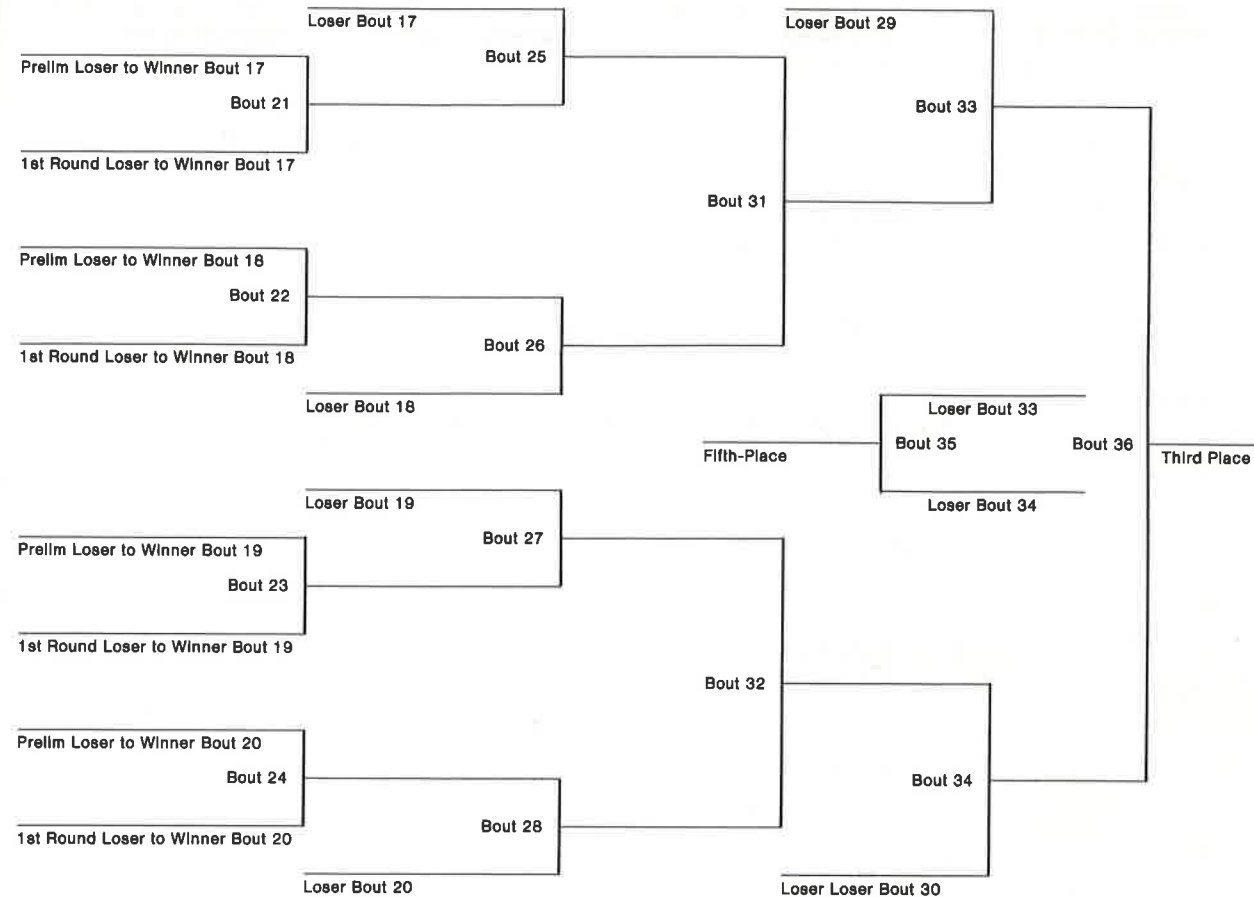 Loser Bout 17
Loser Bout 29
Bout 25
Prelim Loser to Winner Bout 17
Bout 21
Bout 33
1st Round Loser to Winner Bout 17
Bout 31
Prelim Loser to Winner Bout 18
Bout 22
Bout 26
1st Round Loser to Winner Bout 18
Loser Bout 18
Loser Bout 33
Fifth-Place
Bout 35
Bout 36
Third Place
Loser Bout 19
Loser Bout 34
Bout 27
Prelim Loser to Winner Bout 19
Bout 23
1st Round Loser to Winner Bout 19
Bout 32
Prelim Loser to Winner Bout 20
Bout 24
Bout 34
Bout 28
1st Round Loser to Winner Bout 20
Loser Bout 20
Loser Loser Bout 30